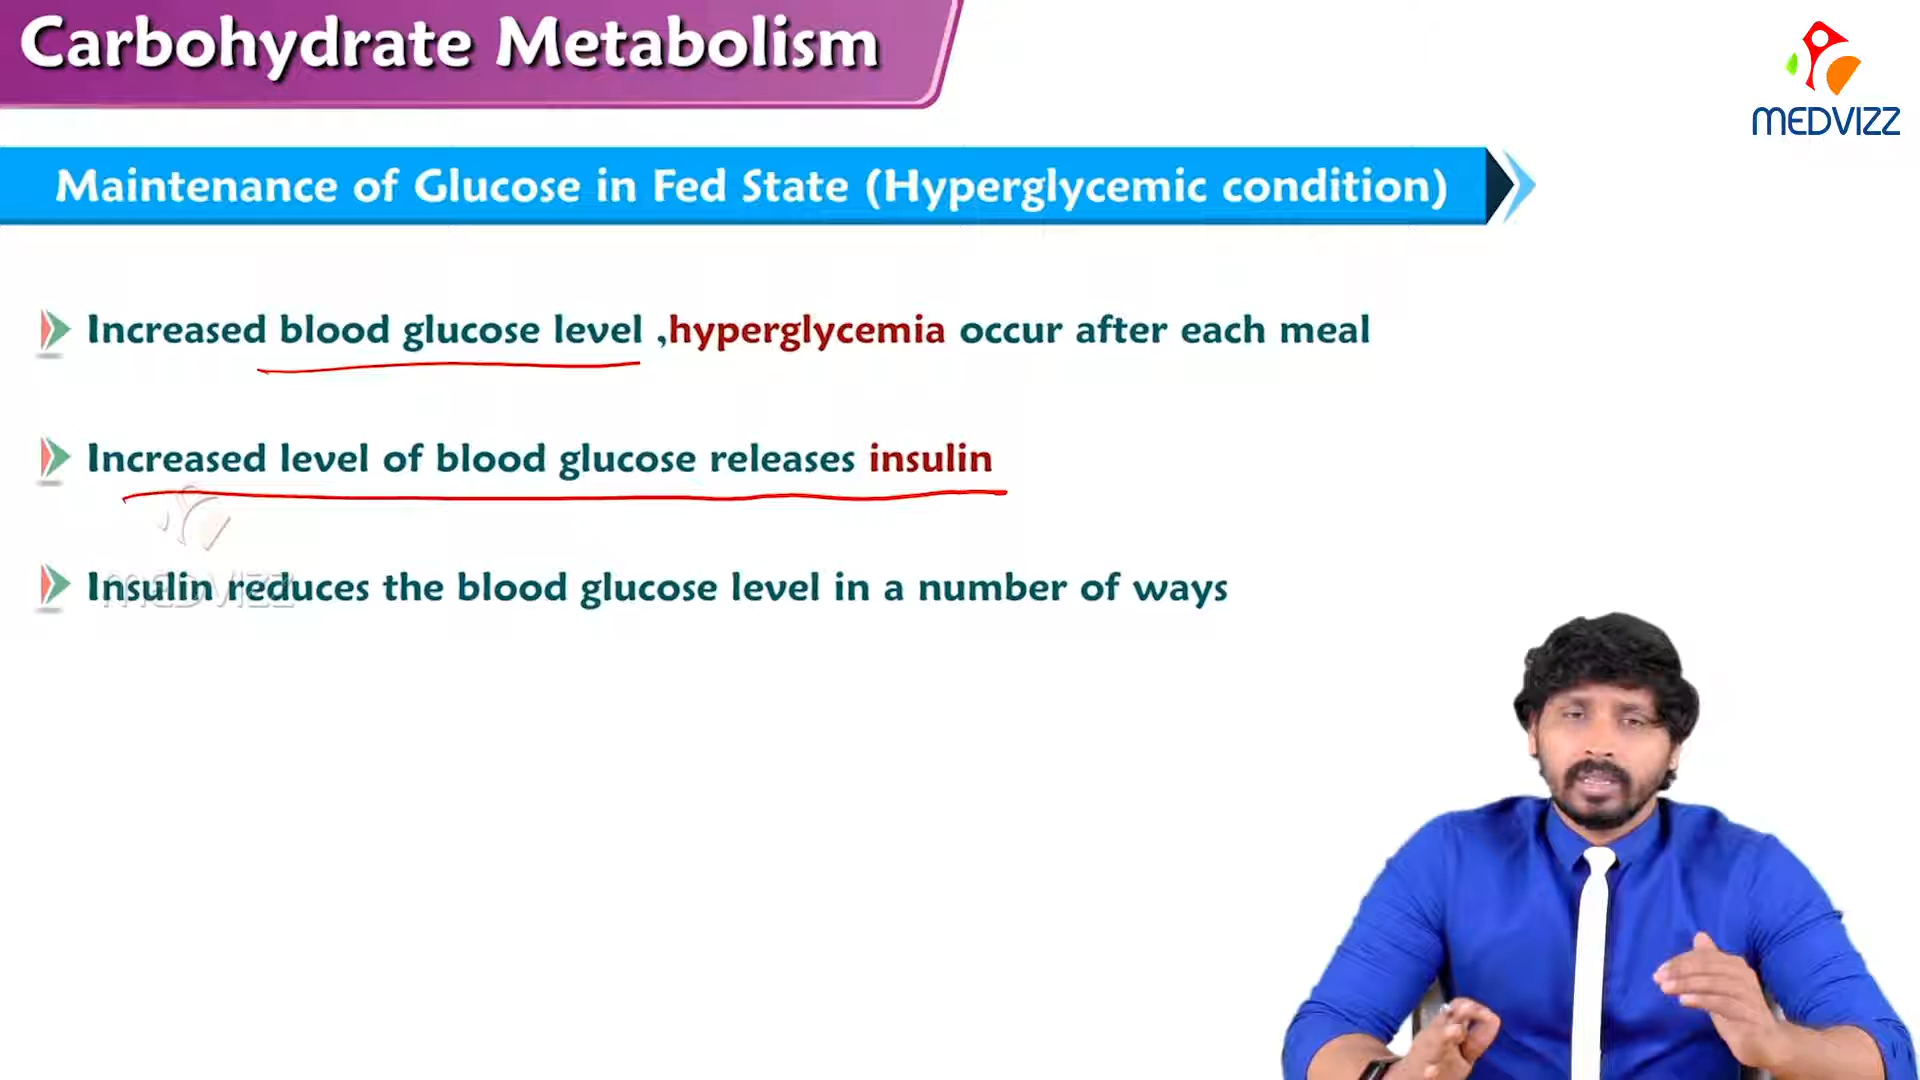 Carbohydrate Metabolism
MEDVIZZ
Maintenance of Glucose in Fed State (Hyperglycemic condition)
Increased blood glucose level ,hyperglycemia occur after each meal
Increased level of blood glucose releases insulin
Insulin reduces the blood glucose level in a number of ways
MEDVIZZ